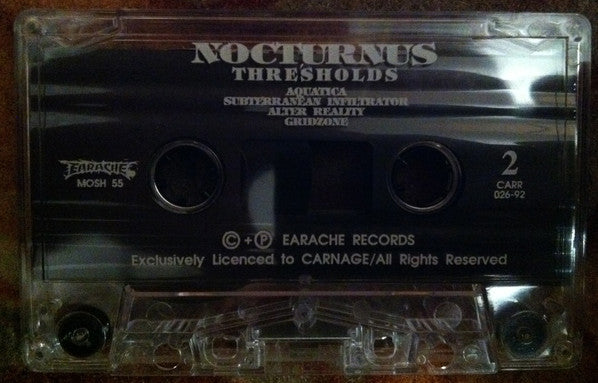 NOCTURNUS
THRESHOLDS
AQUATICA
SUBTERRANEAN INFILTRATOR
ALTER REALITY
GRIDZONE
EARACHE
MOSH 55
2
CARR
026-92
Ⓒ + Ⓟ EARACHE RECORDS
Exclusively Licenced to CARNAGE/All Rights Reserved